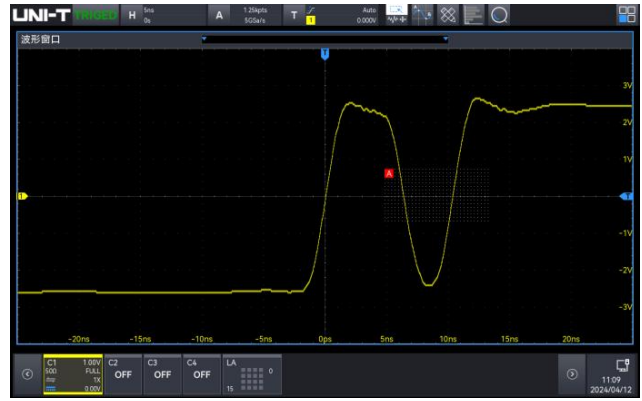 UNI-T TRIGED H 5ns 0s A 1.25kpts 5GSa/s T 1 Auto 0.000V
波形窗口
T
3V
2V
1V
A
1 T
-1V
-2V
-3V
-20ns -15ns -10ns -5ns 0ps 5ns 10ns 15ns 20ns
C1 1.00V C2 C3 C4 LA
500 FULL OFF OFF OFF 0
1X
0.00V 15
11:09
2024/04/12